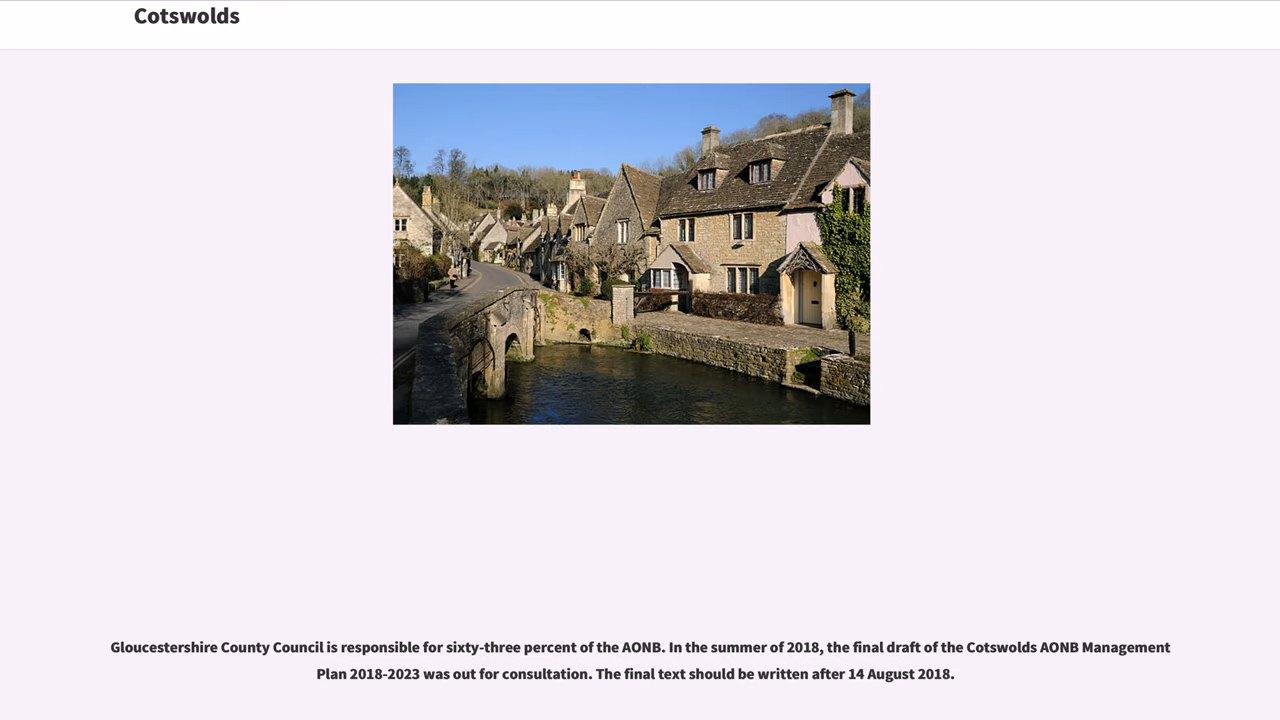 Cotswolds
Gloucestershire County Council is responsible for sixty-three percent of the AONB. In the summer of 2018, the final draft of the Cotswolds AONB Management
Plan 2018-2023 was out for consultation. The final text should be written after 14 August 2018.